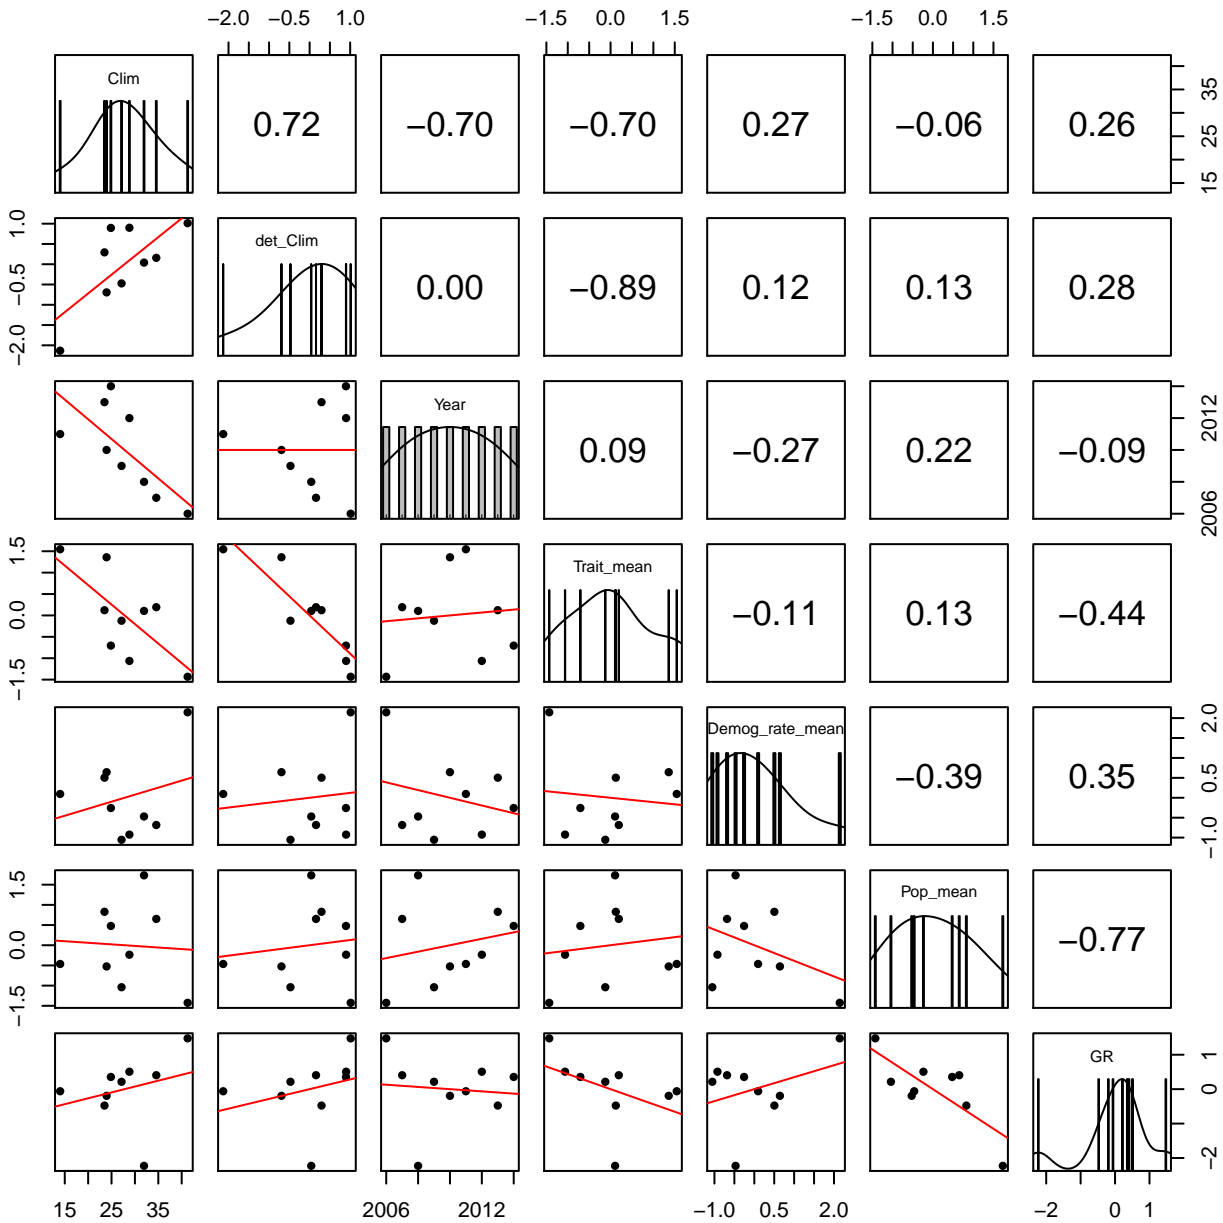 −2.0 −0.5 1.0 −1.5 0.0 1.5 −1.5 0.0 1.5
Clim 0.72 −0.70 −0.70 0.27 −0.06 0.26 15 25 35
−2.0 −0.5 1.0 det_Clim 0.00 −0.89 0.12 0.13 0.28
Year 0.09 −0.27 0.22 −0.09 2006 2012
−1.5 0.0 1.5 Trait_mean −0.11 0.13 −0.44
Demog_rate_mean −0.39 0.35 −1.0 0.5 2.0
−1.5 0.0 1.5 Pop_mean −0.77
GR −2 0 1
15 25 35 2006 2012 −1.0 0.5 2.0 −2 0 1